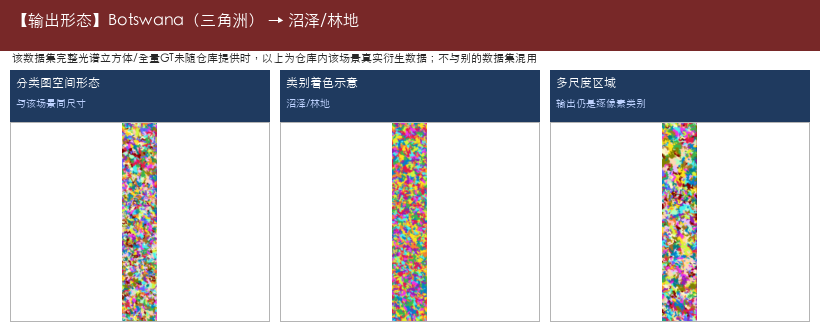 【输出形态】Botswana（三角洲）→ 沼泽/林地
该数据集完整光谱立方体/全量GT未随仓库提供时，以上为仓库内该场景真实衍生数据；不与别的数据集混用
分类图空间形态
与该场景同尺寸
类别着色示意
沼泽/林地
多尺度区域
输出仍是逐像素类别